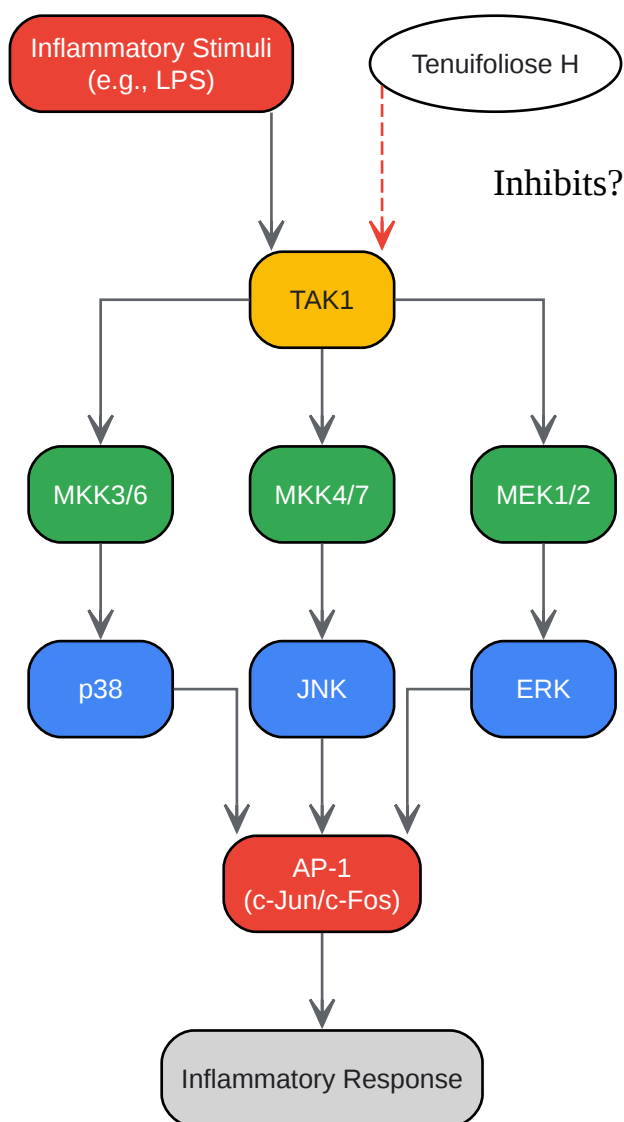 Inflammatory Stimuli
(e.g., LPS)
Tenuifoliose H
Inhibits?
TAK1
MKK3/6
MKK4/7
MEK1/2
p38
JNK
ERK
AP-1
(c-Jun/c-Fos)
Inflammatory Response